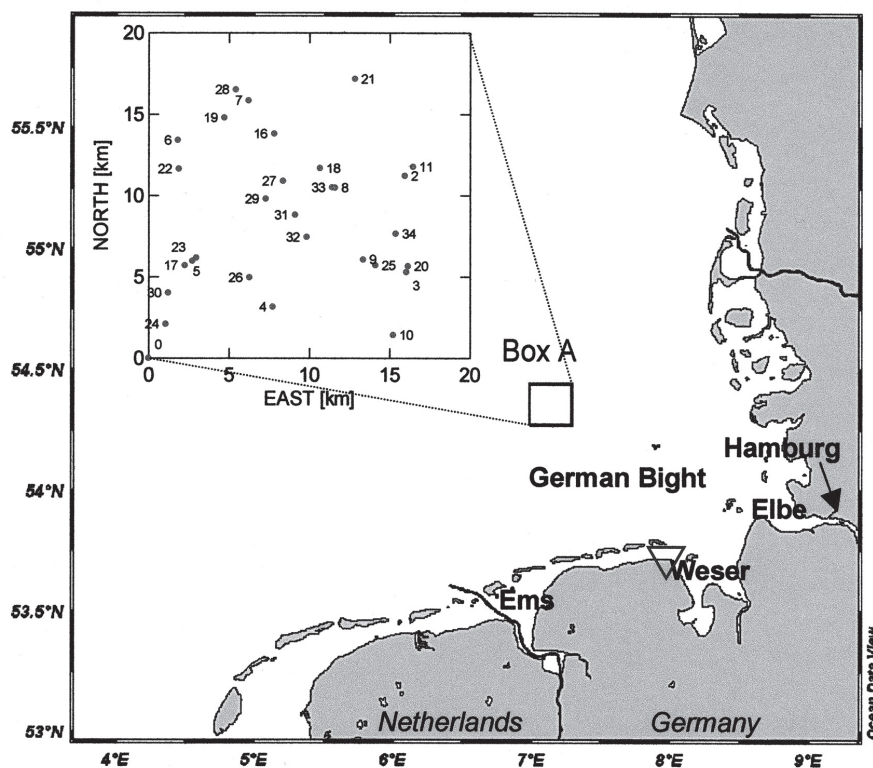 20
28
7
21
19
15
16
6
22
18
11
2
27
33
8
10
29
31
32
34
23
17
5
9
25
20
3
26
5
30
4
24
10
0
0
0
5
10
15
20
NORTH [km]
EAST [km]
Box A
German Bight
Hamburg
Elbe
Weser
Ems
Netherlands
Germany
55.5°N
55°N
54.5°N
54°N
53.5°N
53°N
4°E
5°E
6°E
7°E
8°E
9°E
Ocean Data View